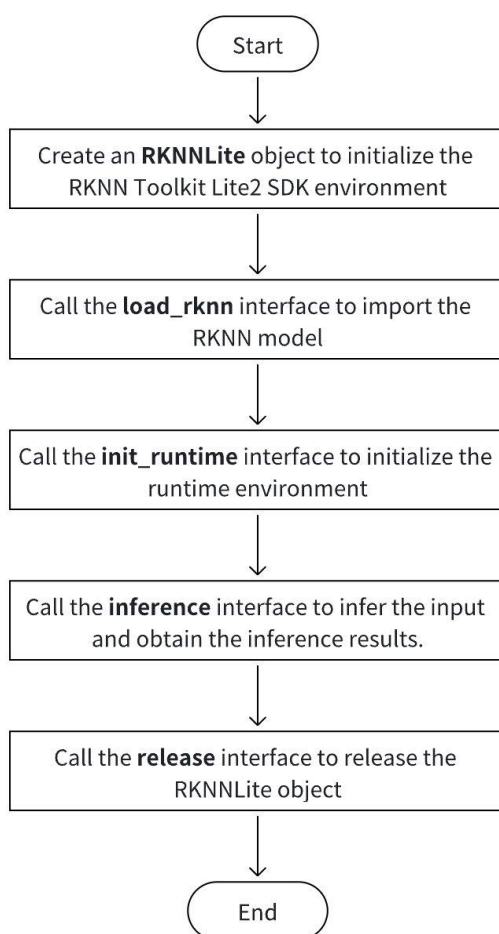 Start
Create an RKNNLite object to initialize the
RKNN Toolkit Lite2 SDK environment
Call the load_rknn interface to import the
RKNN model
Call the init_runtime interface to initialize the
runtime environment
Call the inference interface to infer the input
and obtain the inference results.
Call the release interface to release the
RKNNLite object
End